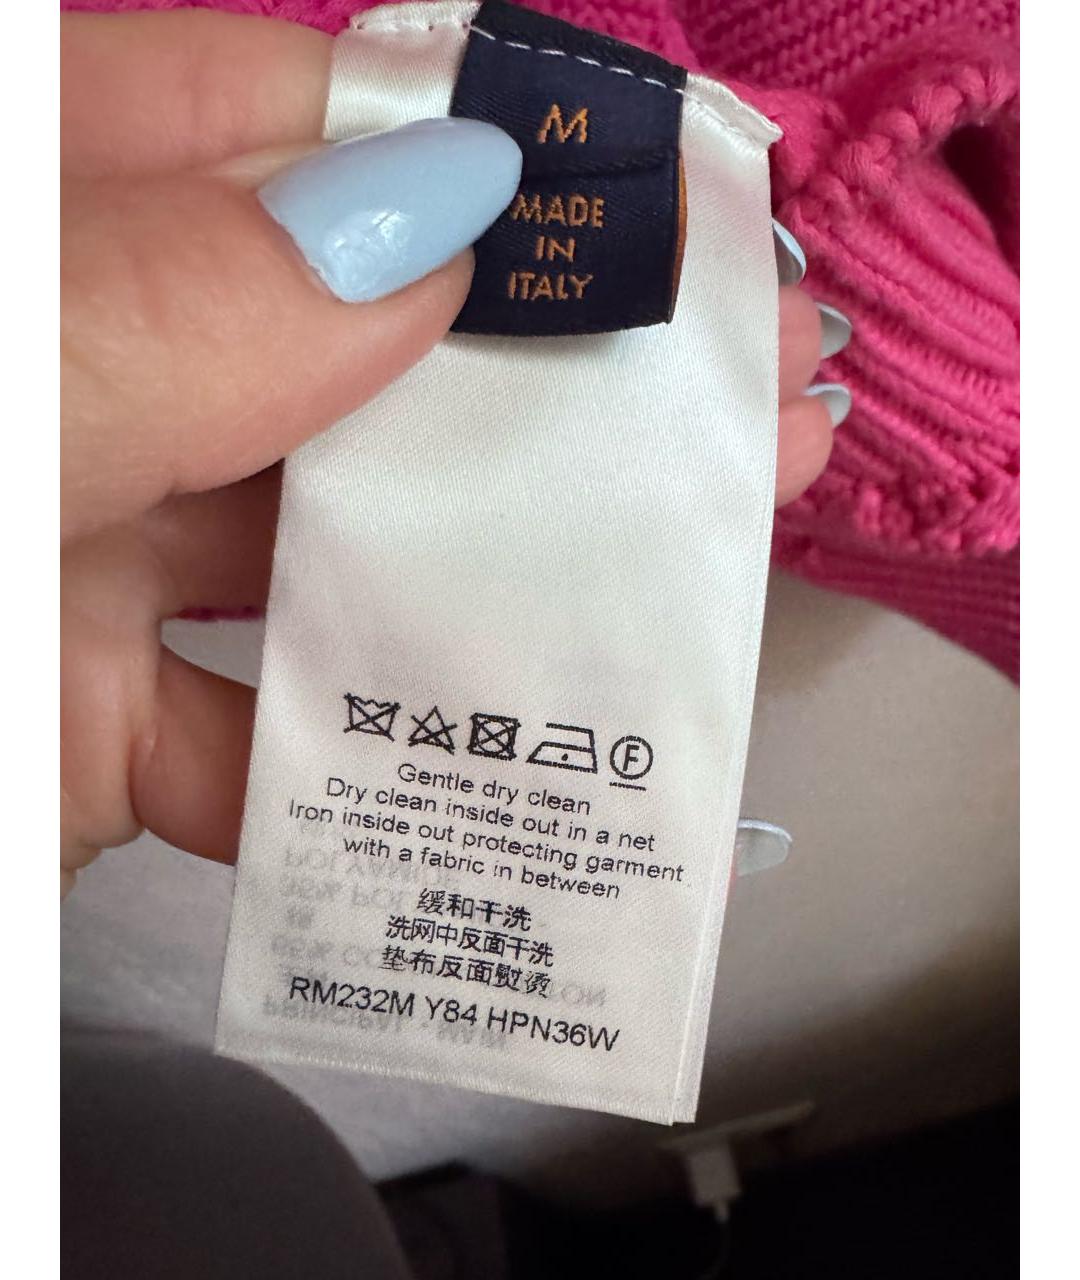 M
MADE
IN
ITALY
F
Gentle dry clean
Dry clean inside out in a net
Iron inside out protecting garment
with a fabric in between
缓和干洗
洗网中反面干洗
垫布反面熨烫
RM232M Y84 HPN36W